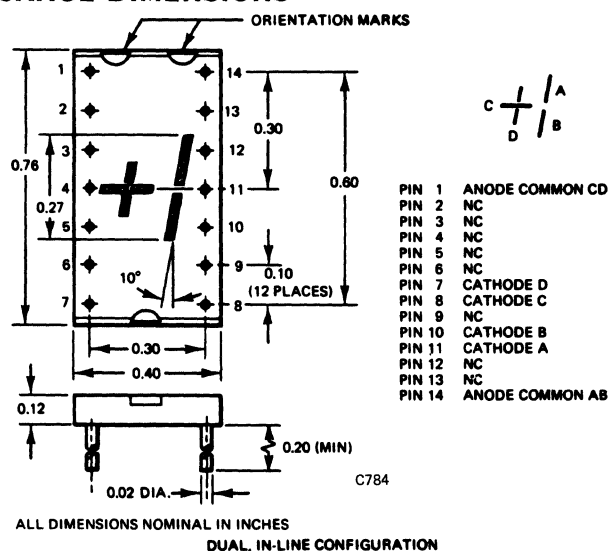 ORIENTATION MARKS
1 14
2 13
3 12
4 11
5 10
6 9
7 8
0.76
0.27
0.30
0.60
0.10
(12 PLACES)
10°
0.30
0.40
0.12
0.20 (MIN)
0.02 DIA.
C784
A
C
D B
PIN 1 ANODE COMMON CD
PIN 2 NC
PIN 3 NC
PIN 4 NC
PIN 5 NC
PIN 6 NC
PIN 7 CATHODE D
PIN 8 CATHODE C
PIN 9 NC
PIN 10 CATHODE B
PIN 11 CATHODE A
PIN 12 NC
PIN 13 NC
PIN 14 ANODE COMMON AB
ALL DIMENSIONS NOMINAL IN INCHES
DUAL, IN-LINE CONFIGURATION